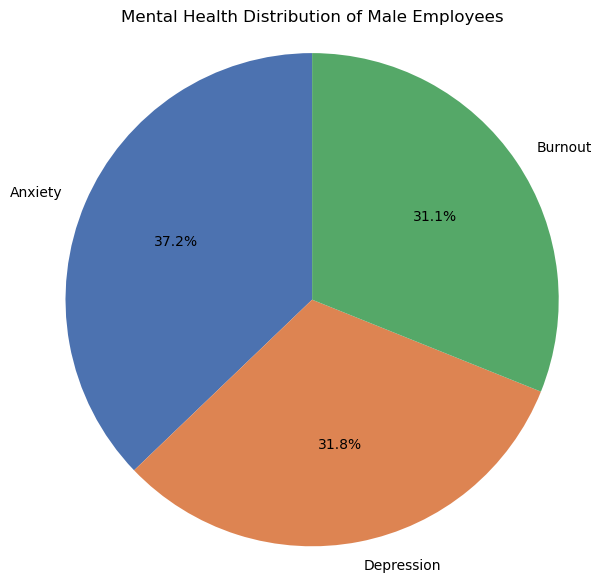 Mental Health Distribution of Male Employees
Burnout
Anxiety
31.1%
37.2%
31.8%
Depression